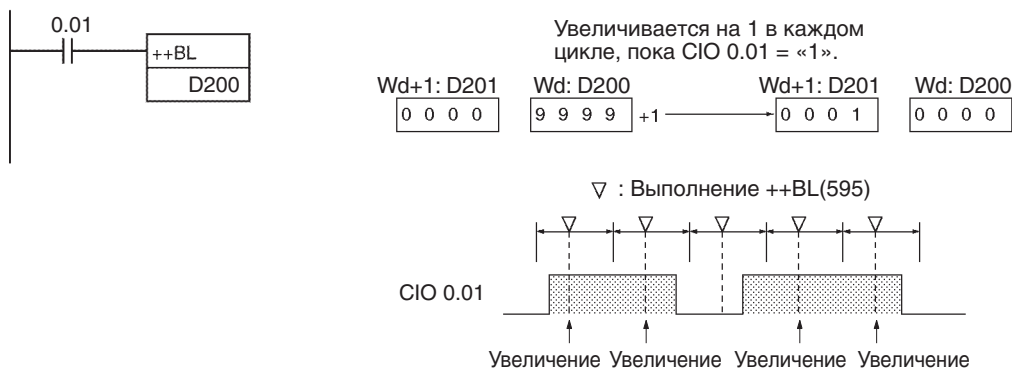 0.01
++BL
D200
Увеличивается на 1 в каждом
цикле, пока CIO 0.01 = «1».
Wd+1: D201 Wd: D200 Wd+1: D201 Wd: D200
0 0 0 0 9 9 9 9 +1 0 0 0 1 0 0 0 0
: Выполнение ++BL(595)
CIO 0.01
Увеличение Увеличение Увеличение Увеличение